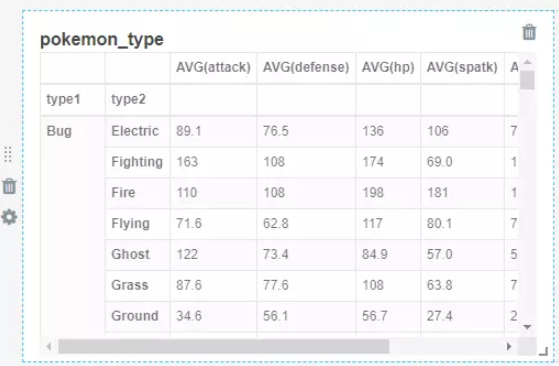 pokemon_type
AVG(attack) AVG(defense) AVG(hp) AVG(spatk) A
type1 type2
Bug Electric 89.1 76.5 136 106 7
Fighting 163 108 174 69.0 1
Fire 110 108 198 181 1
Flying 71.6 62.8 117 80.1 7
Ghost 122 73.4 84.9 57.0 5
Grass 87.6 77.6 108 63.8 7
Ground 34.6 56.1 56.7 27.4 2